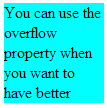 You can use the
overflow
property when
you want to
have better